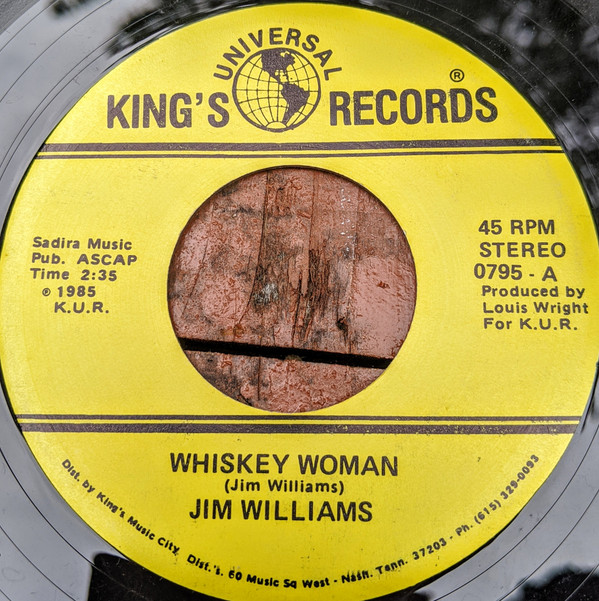 UNIVERSAL
KING'S RECORDS ®
Sadira Music
Pub. ASCAP
Time 2:35
℗ 1985
K.U.R.
45 RPM
STEREO
0795 - A
Produced by
Louis Wright
For K.U.R.
WHISKEY WOMAN
(Jim Williams)
JIM WILLIAMS
Dist. by King's Music City Dist.'s. 60 Music Sq West - Nash. Tenn. 37203 - Ph. (615) 329-0093